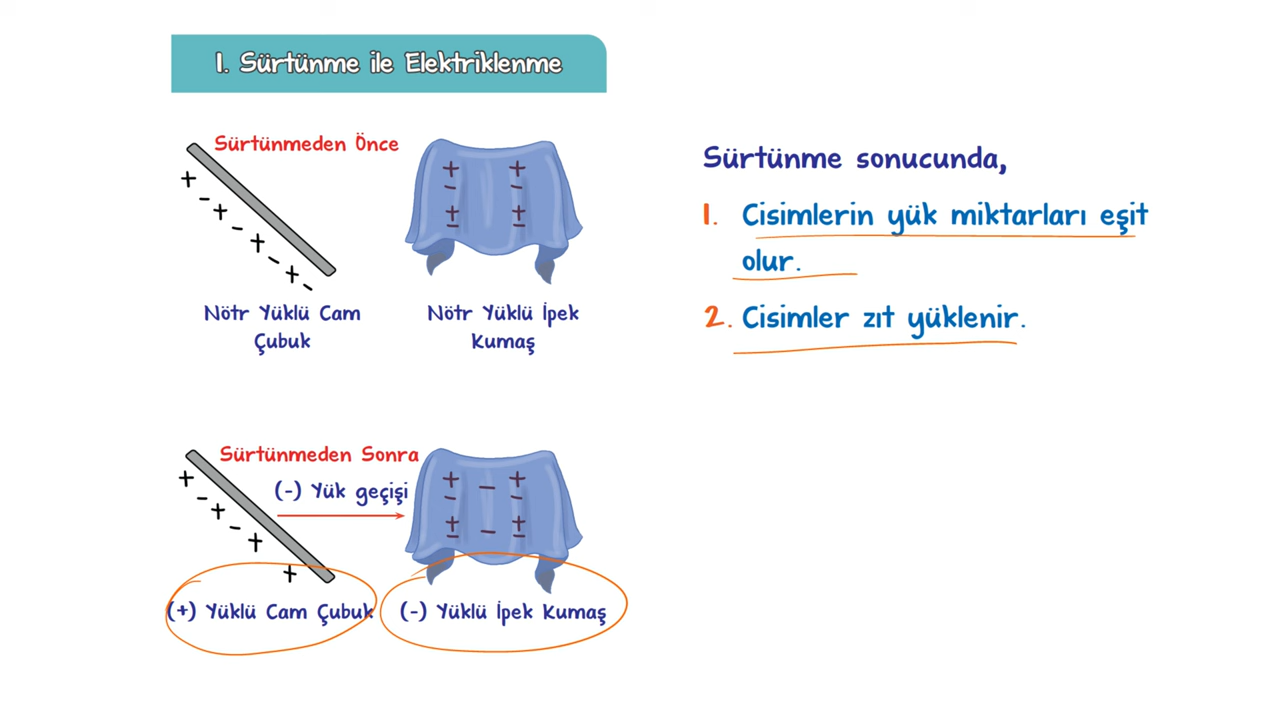 1. Sürtünme ile Elektriklenme
Sürtünmeden Önce
+ - + - + - + -
+ +
- -
+ +
- -
Nötr Yüklü Cam
Çubuk
Nötr Yüklü İpek
Kumaş
Sürtünmeden Sonra
(-) Yük geçişi
+ - + - + +
+ - +
- -
+ +
- - -
(+) Yüklü Cam Çubuk
(-) Yüklü İpek Kumaş
Sürtünme sonucunda,
1. Cisimlerin yük miktarları eşit
olur.
2. Cisimler zıt yüklenir.